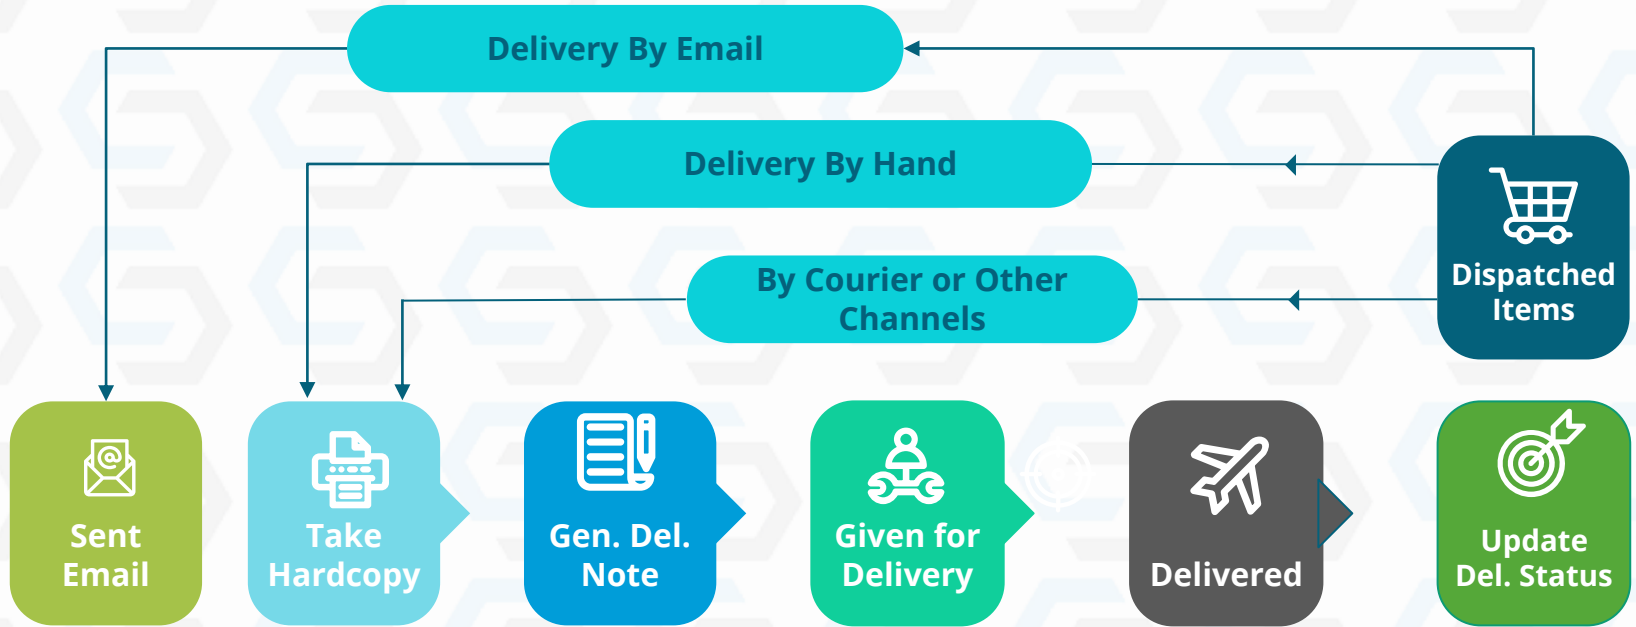 Delivery By Email
Delivery By Hand
By Courier or Other
Channels
Dispatched
Items
Sent
Email
Take
Hardcopy
Gen. Del.
Note
Given for
Delivery
Delivered
Update
Del. Status